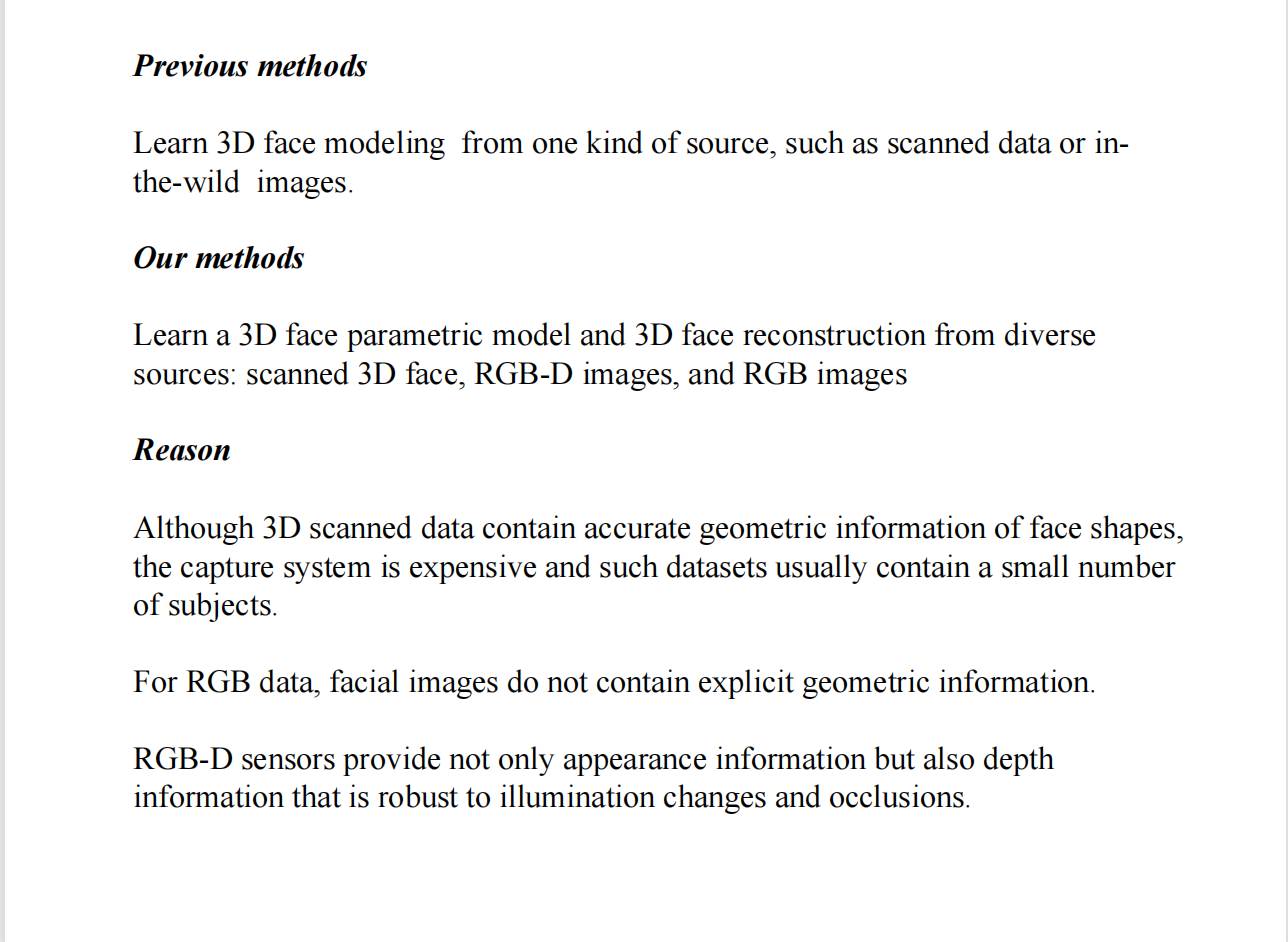 Previous methods
Learn 3D face modeling  from one kind of source, such as scanned data or in-
the-wild  images.
Our methods
Learn a 3D face parametric model and 3D face reconstruction from diverse
sources: scanned 3D face, RGB-D images, and RGB images
Reason
Although 3D scanned data contain accurate geometric information of face shapes,
the capture system is expensive and such datasets usually contain a small number
of subjects.
For RGB data, facial images do not contain explicit geometric information.
RGB-D sensors provide not only appearance information but also depth
information that is robust to illumination changes and occlusions.